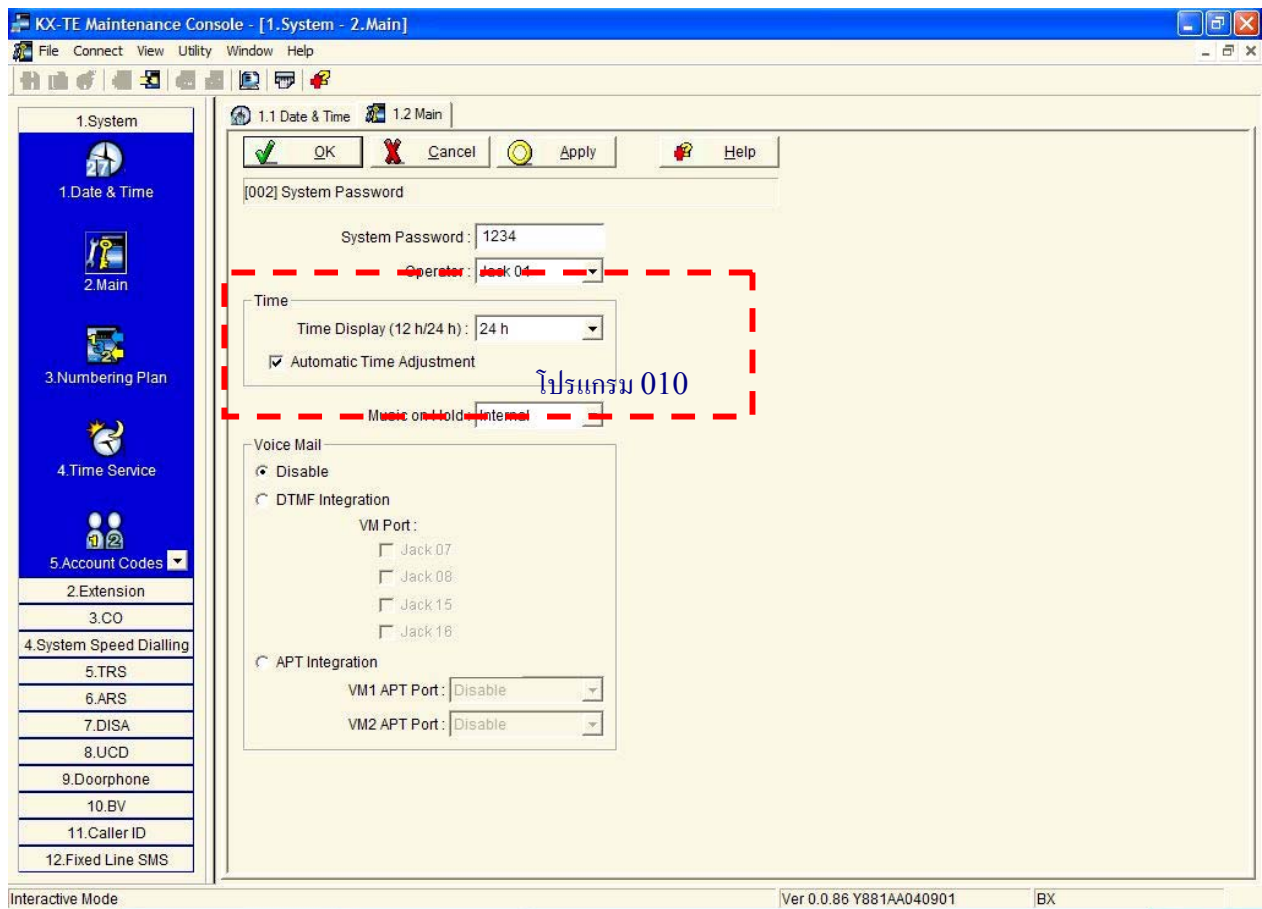 KX-TE Maintenance Console - [1.System - 2.Main]
File Connect View Utility Window Help
1.System
1.Date & Time
2.Main
3.Numbering Plan
4.Time Service
5.Account Codes
2.Extension
3.CO
4.System Speed Dialling
5.TRS
6.ARS
7.DISA
8.UCD
9.Doorphone
10.BV
11.Caller ID
12.Fixed Line SMS
1.1 Date & Time 1.2 Main
OK Cancel Apply Help
[002] System Password
System Password : 1234
Operator : Jack 01
Time
Time Display (12 h/24 h) : 24 h
Automatic Time Adjustment
โปรแกรม 010
Music on Hold : Internal
Voice Mail
Disable
DTMF Integration
VM Port :
Jack 07
Jack 08
Jack 15
Jack 16
APT Integration
VM1 APT Port : Disable
VM2 APT Port : Disable
Interactive Mode Ver 0.0.86 Y881AA040901 BX